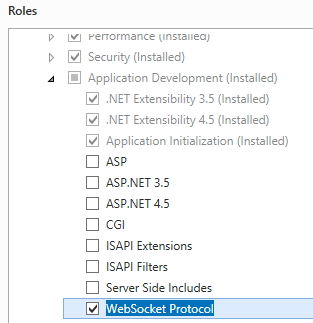 Roles
Performance (Installed)
Security (Installed)
Application Development (Installed)
.NET Extensibility 3.5 (Installed)
.NET Extensibility 4.5 (Installed)
Application Initialization (Installed)
ASP
ASP.NET 3.5
ASP.NET 4.5
CGI
ISAPI Extensions
ISAPI Filters
Server Side Includes
WebSocket Protocol